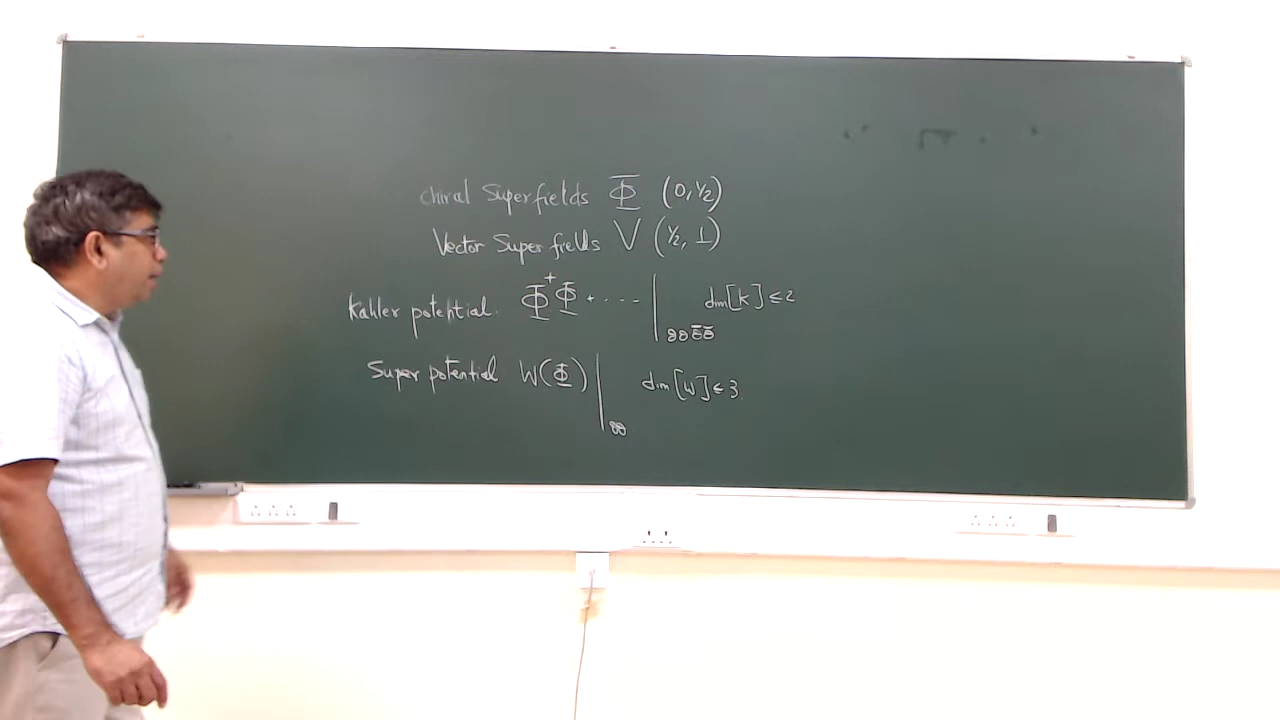 Chiral Superfields Φ (0, 1/2)
Vector Super fields V (1/2, 1)
Kahler potential. Φ⁺Φ + .... |θθθ̄θ̄ dim[K] ≤ 2
Super potential W(Φ) |θθ dim[W] ≤ 3